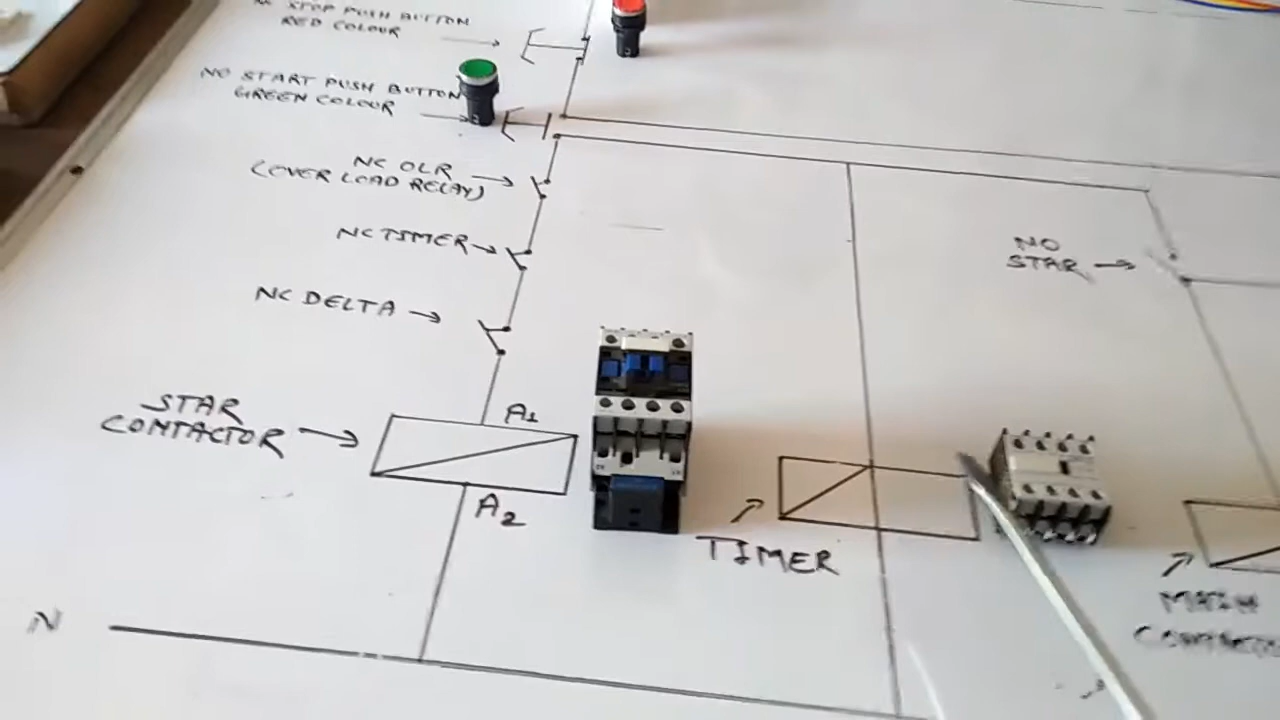 STOP PUSH BUTTON
RED COLOUR
NO START PUSH BUTTON
GREEN COLOUR
NC OLR
(OVER LOAD RELAY)
NC TIMER
NC DELTA
STAR
CONTACTOR
A1
A2
TIMER
NO
STAR
MAIN
N